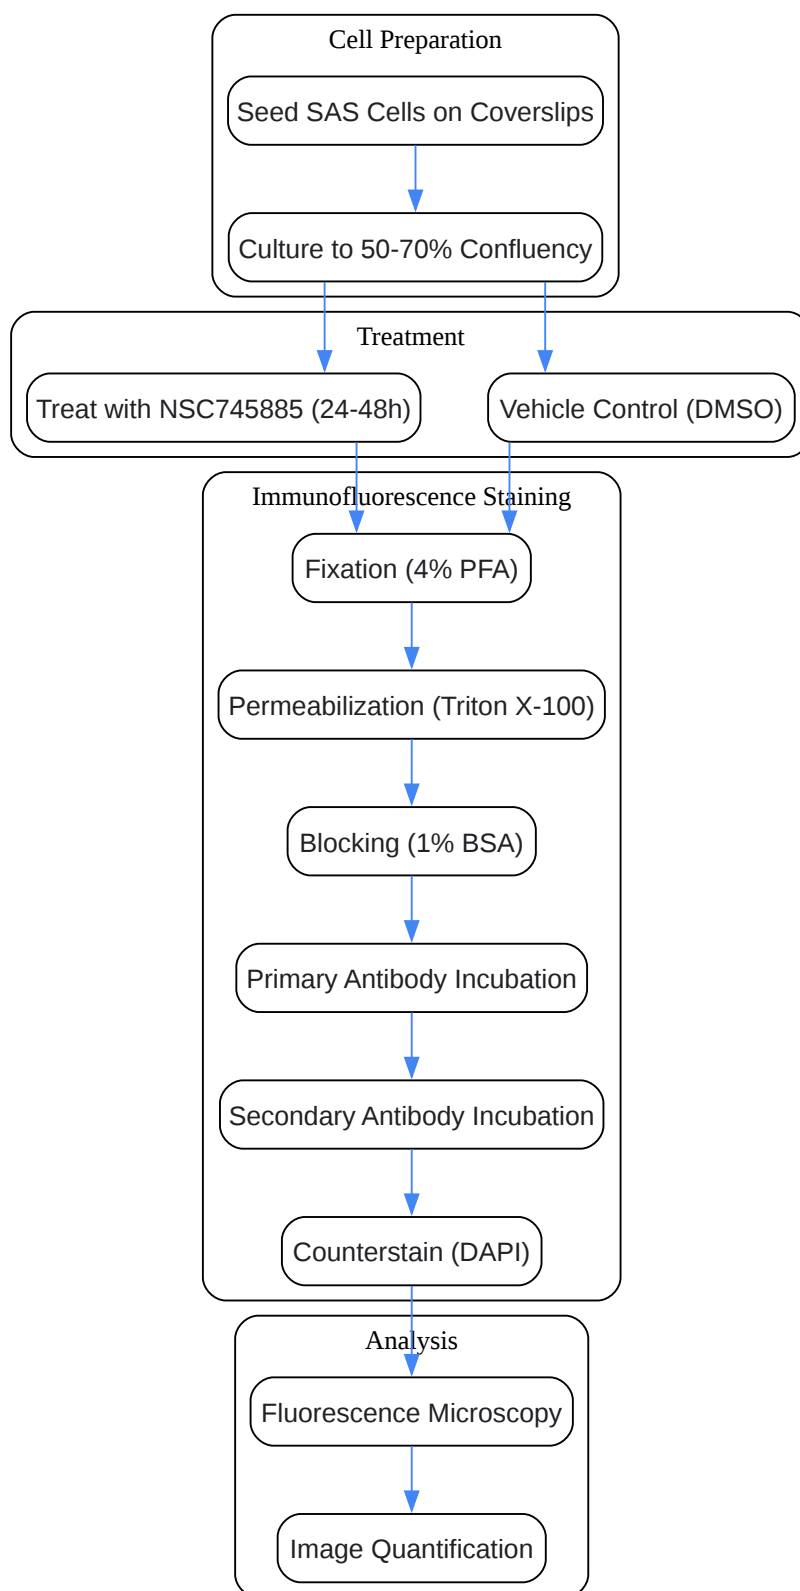 Cell Preparation
Seed SAS Cells on Coverslips
Culture to 50-70% Confluency
Treatment
Treat with NSC745885 (24-48h)
Vehicle Control (DMSO)
Immunofluorescence Staining
Fixation (4% PFA)
Permeabilization (Triton X-100)
Blocking (1% BSA)
Primary Antibody Incubation
Secondary Antibody Incubation
Counterstain (DAPI)
Analysis
Fluorescence Microscopy
Image Quantification